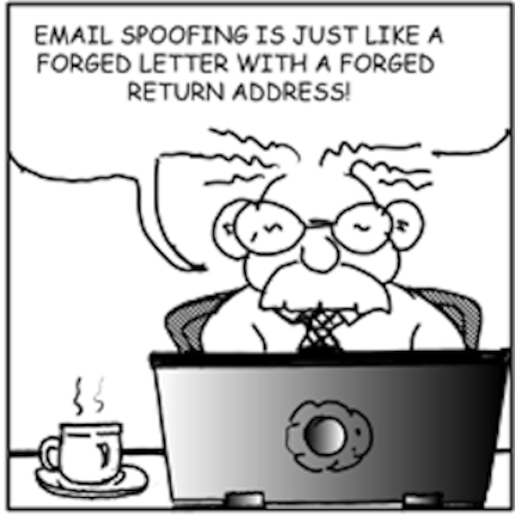 EMAIL SPOOFING IS JUST LIKE A
FORGED LETTER WITH A FORGED
RETURN ADDRESS!